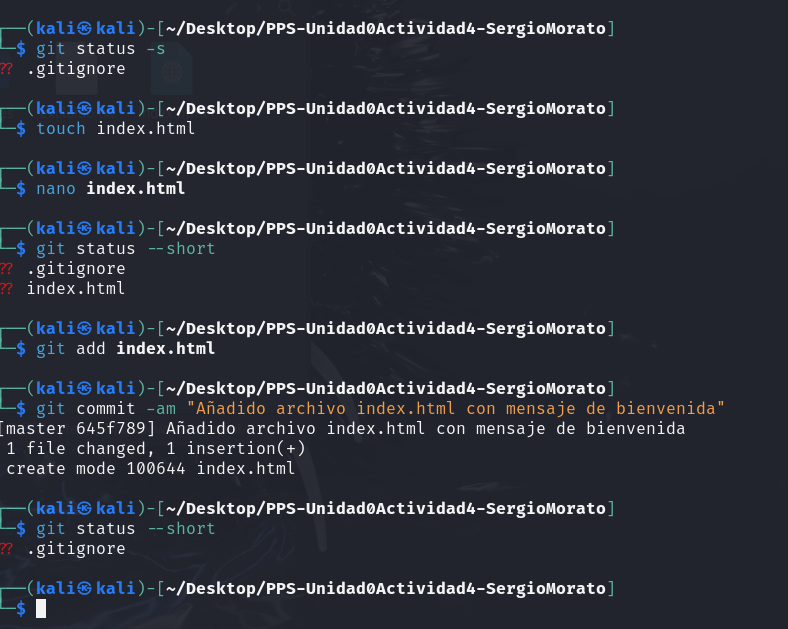 ┌──(kali㉿kali)-[~/Desktop/PPS-Unidad0Actividad4-SergioMorato]
└─$ git status -s
?? .gitignore
┌──(kali㉿kali)-[~/Desktop/PPS-Unidad0Actividad4-SergioMorato]
└─$ touch index.html
┌──(kali㉿kali)-[~/Desktop/PPS-Unidad0Actividad4-SergioMorato]
└─$ nano index.html
┌──(kali㉿kali)-[~/Desktop/PPS-Unidad0Actividad4-SergioMorato]
└─$ git status --short
?? .gitignore
?? index.html
┌──(kali㉿kali)-[~/Desktop/PPS-Unidad0Actividad4-SergioMorato]
└─$ git add index.html
┌──(kali㉿kali)-[~/Desktop/PPS-Unidad0Actividad4-SergioMorato]
└─$ git commit -am "Añadido archivo index.html con mensaje de bienvenida"
[master 645f789] Añadido archivo index.html con mensaje de bienvenida
1 file changed, 1 insertion(+)
create mode 100644 index.html
┌──(kali㉿kali)-[~/Desktop/PPS-Unidad0Actividad4-SergioMorato]
└─$ git status --short
?? .gitignore
┌──(kali㉿kali)-[~/Desktop/PPS-Unidad0Actividad4-SergioMorato]
└─$